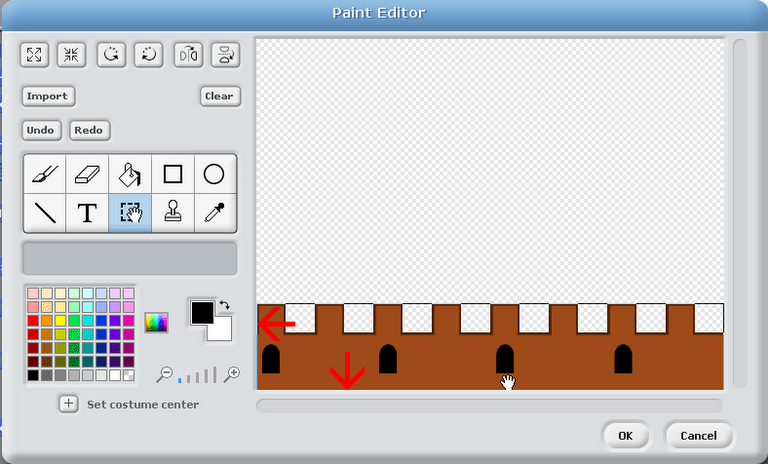 Paint Editor
Import
Clear
Undo
Redo
T
Set costume center
OK
Cancel